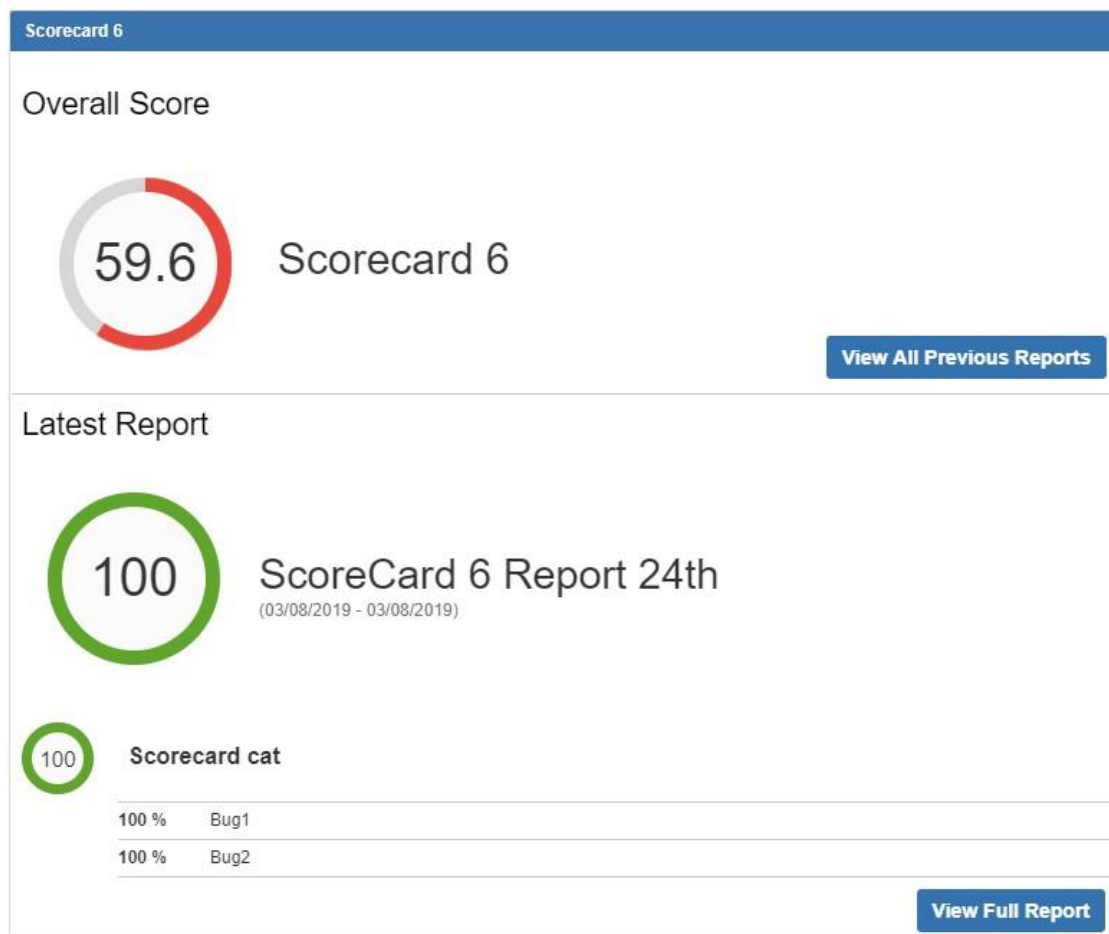 Scorecard 6
Overall Score
59.6
Scorecard 6
View All Previous Reports
Latest Report
100
ScoreCard 6 Report 24th
(03/08/2019 - 03/08/2019)
100
Scorecard cat
100 % Bug1
100 % Bug2
View Full Report